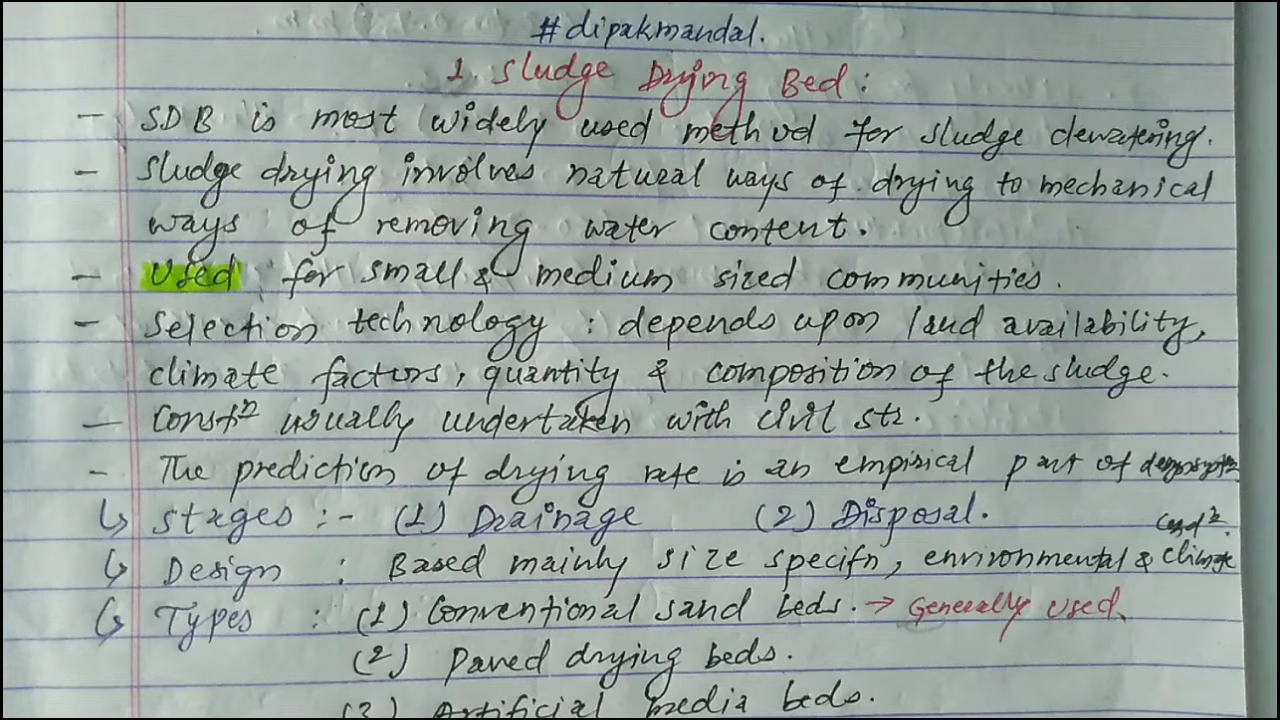 #dipakmandal.
1. Sludge Drying Bed :
- SDB is most widely used method for sludge dewatering.
- Sludge drying involves natural ways of drying to mechanical
ways of removing water content.
- Used for small & medium sized communities.
- Selection technology : depends upon land availability,
climate factors, quantity & composition of the sludge.
- Constⁿ usually undertaken with civil str.
- The prediction of drying rate is an empirical part of
↳ Stages :- (1) Drainage (2) Disposal.
condⁿ.
↳ Design : Based mainly size specifn, environmental & climate
↳ Types : (1) Conventional sand beds. → Generally used.
(2) Paved drying beds.
(3) Artificial media beds.